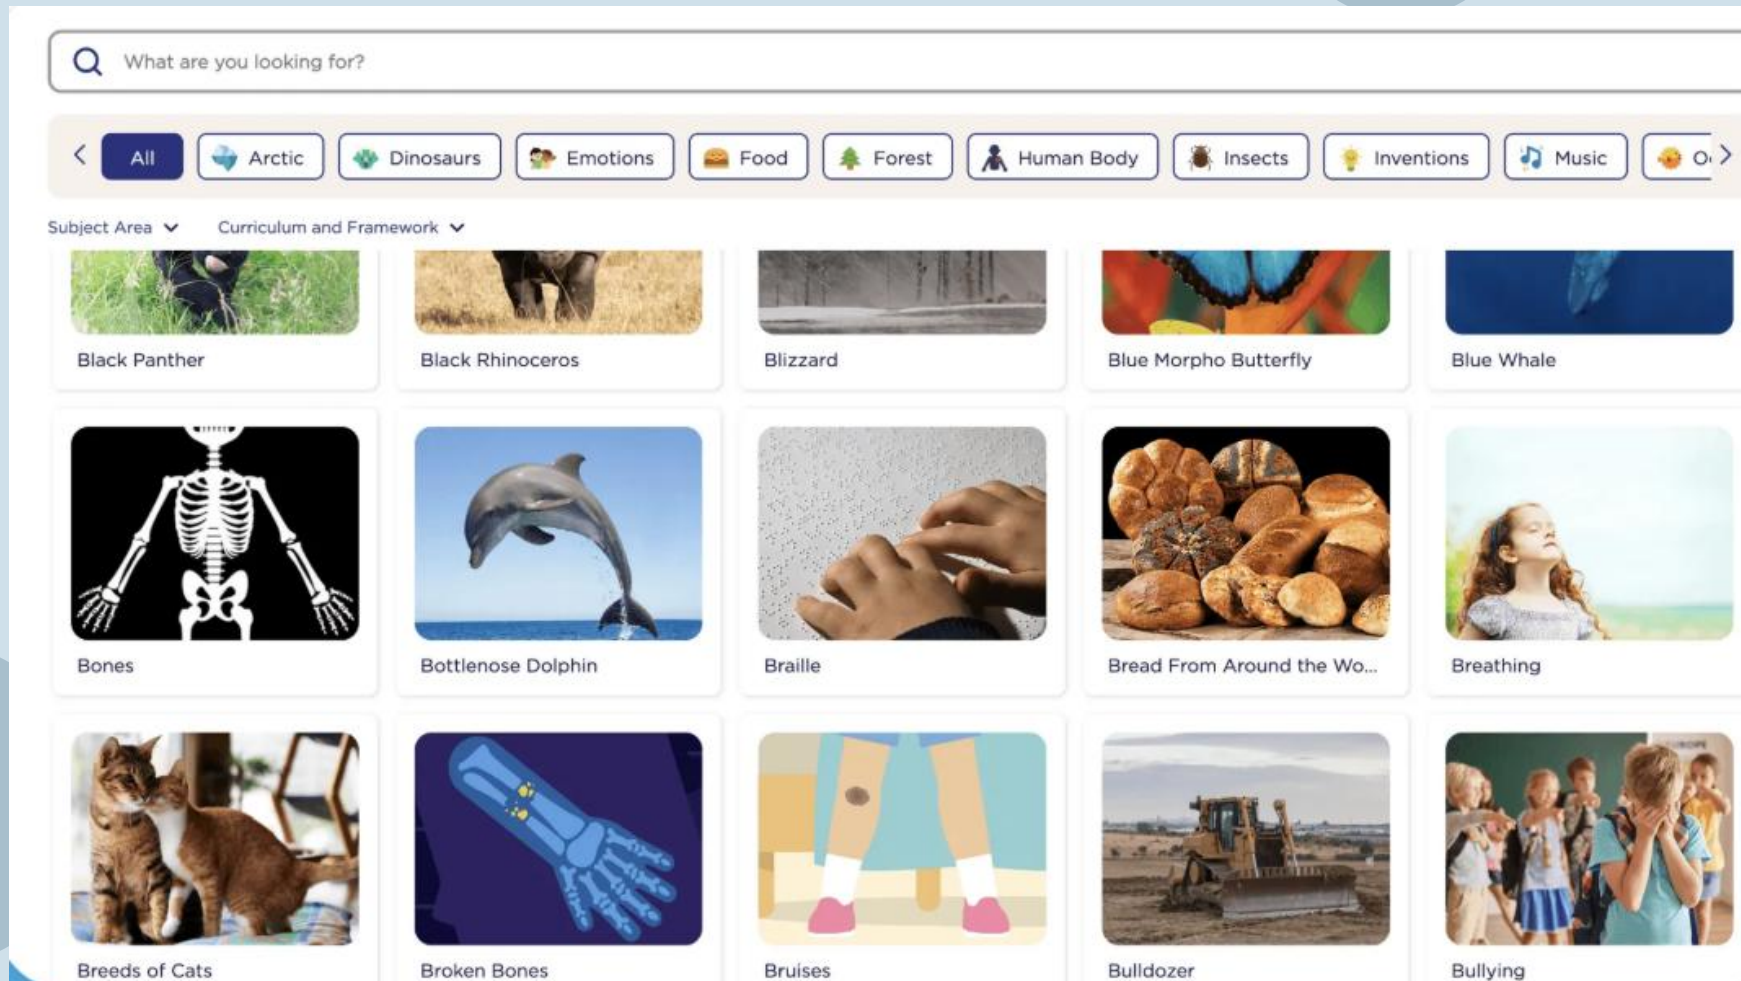 What are you looking for?
All Arctic Dinosaurs Emotions Food Forest Human Body Insects Inventions Music
Subject Area Curriculum and Framework
Black Panther Black Rhinoceros Blizzard Blue Morpho Butterfly Blue Whale
Bones Bottlenose Dolphin Braille Bread From Around the Wo... Breathing
Breeds of Cats Broken Bones Bruises Bulldozer Bullying